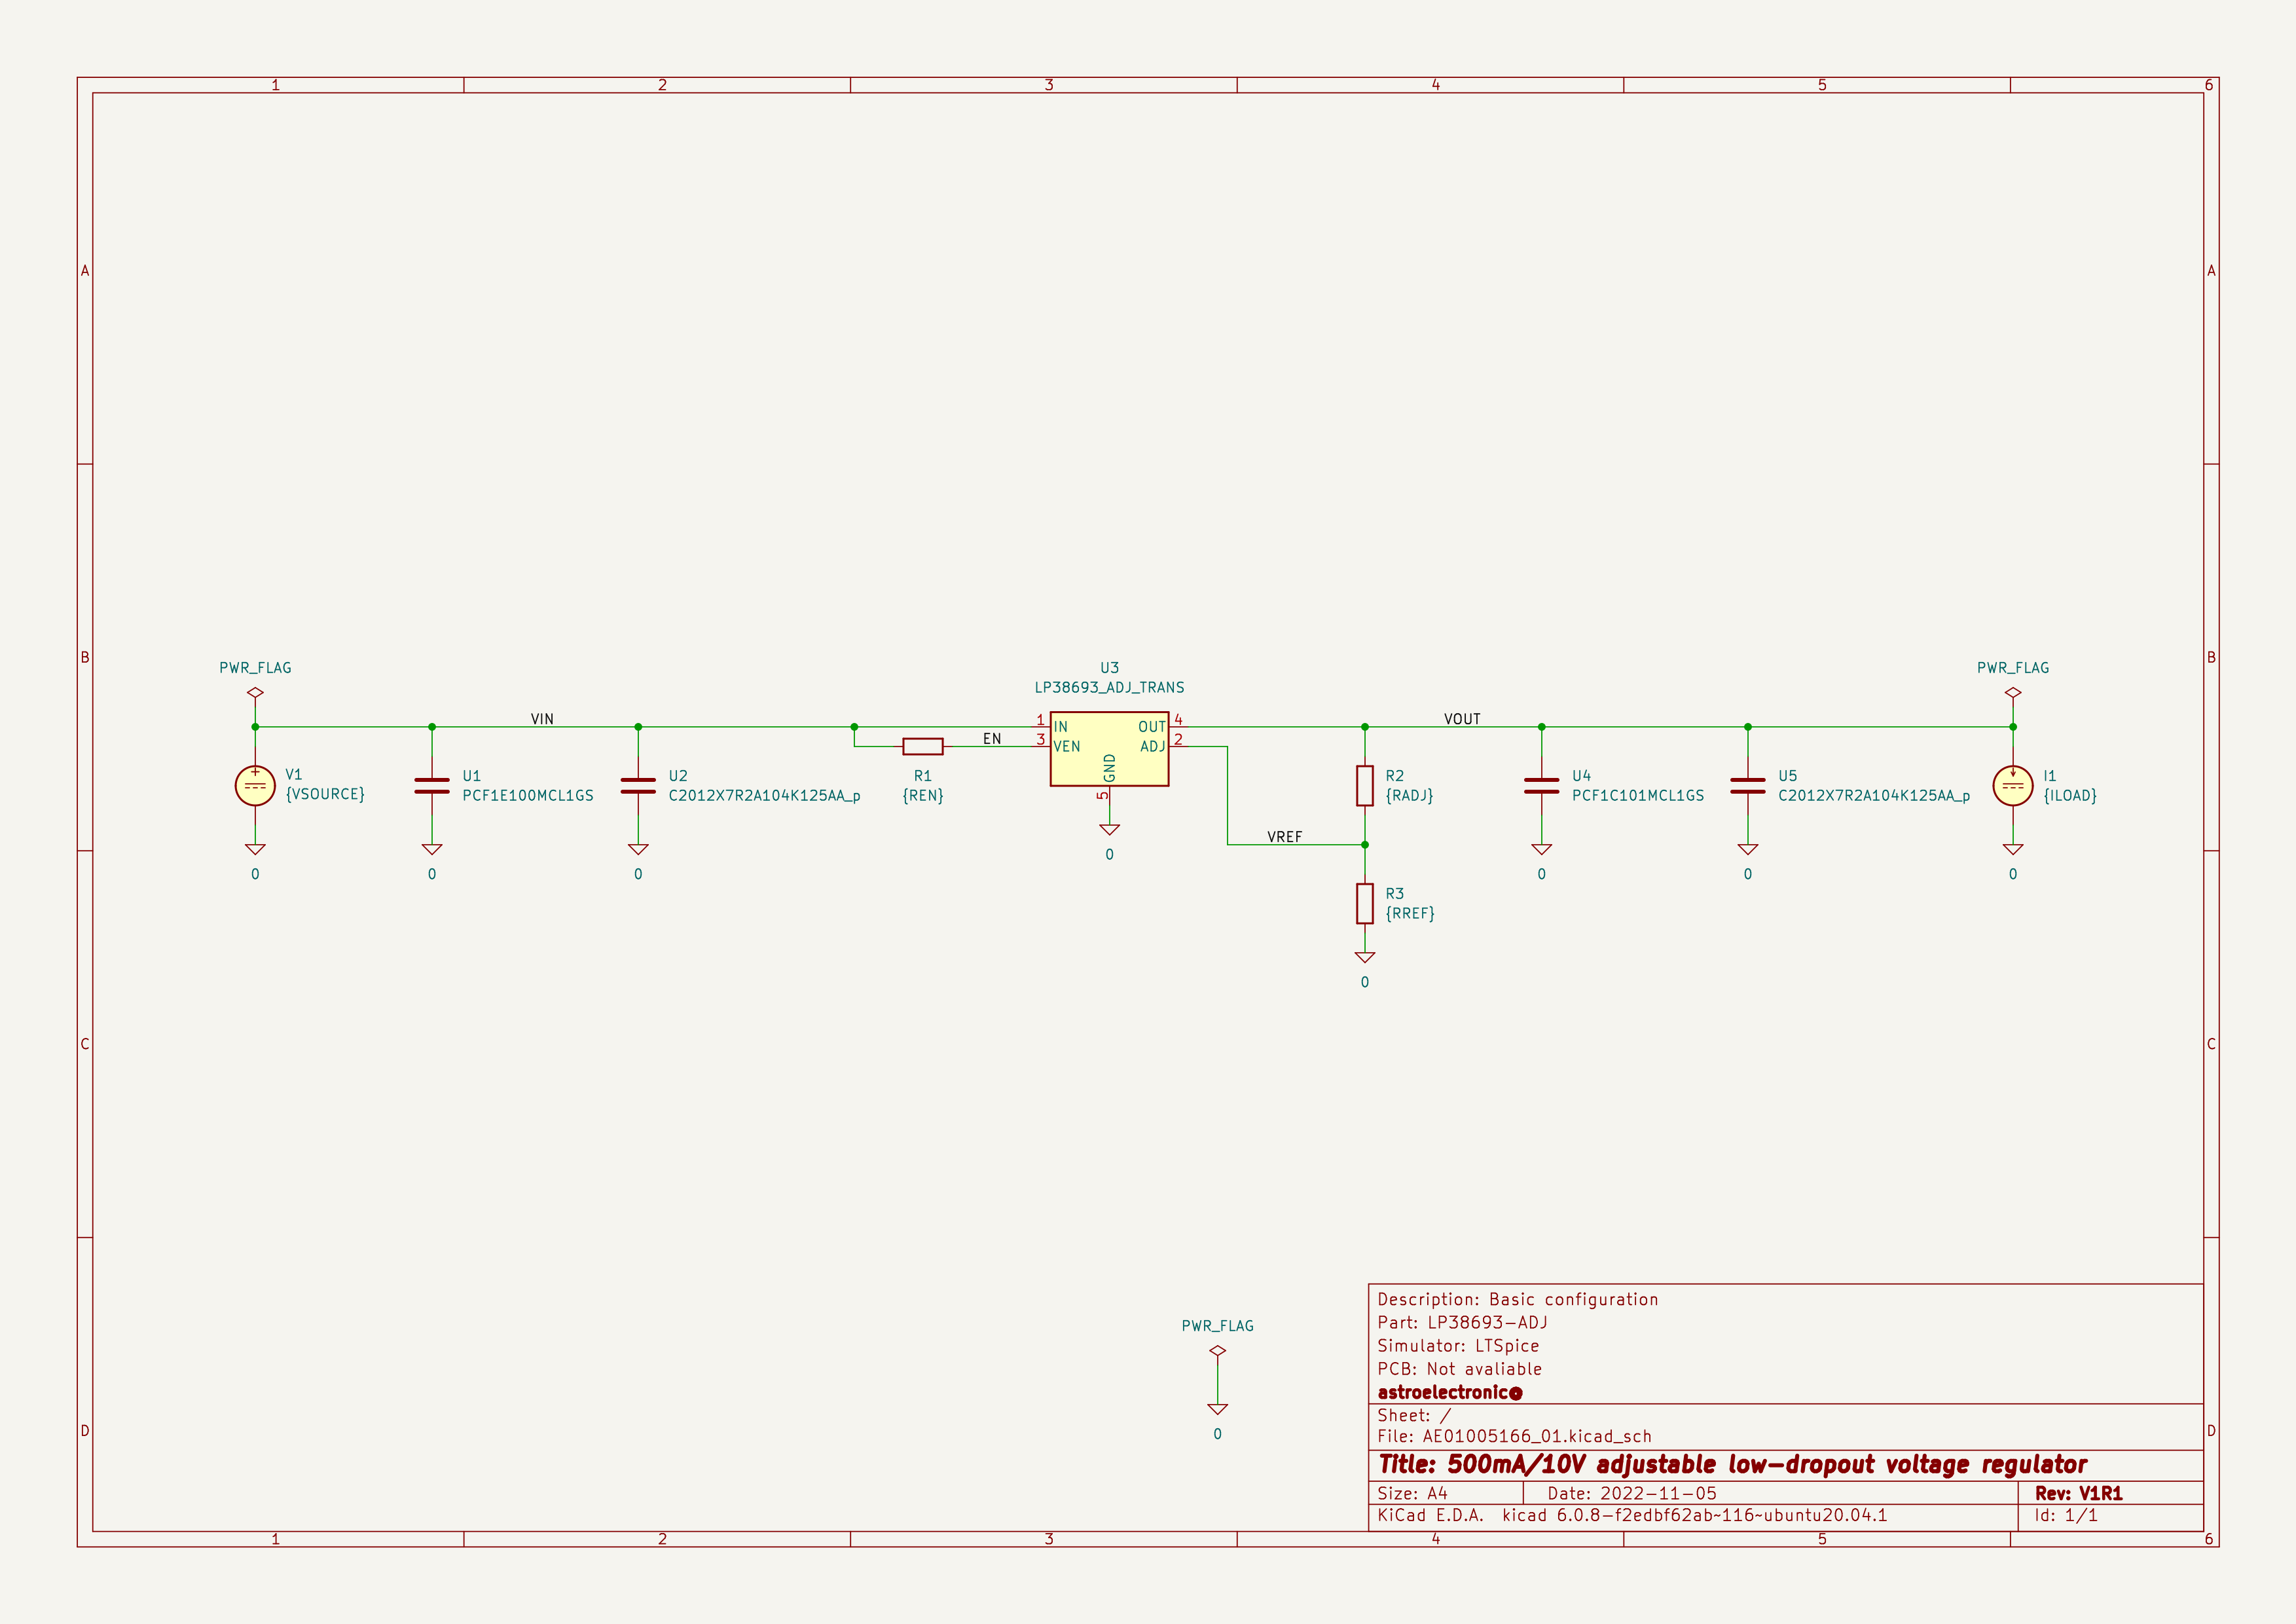 1 2 3 4 5 6
A A
B B
PWR_FLAG
U3
PWR_FLAG
LP38693_ADJ_TRANS
VIN
1 IN
OUT 4
VOUT
EN
3 VEN
ADJ 2
GND
5
V1
{VSOURCE}
U1
PCF1E100MCL1GS
U2
C2012X7R2A104K125AA_p
R1
{REN}
R2
{RADJ}
U4
PCF1C101MCL1GS
U5
C2012X7R2A104K125AA_p
I1
{ILOAD}
VREF
0
0 0 0 0 0 0
R3
{RREF}
0
C C
PWR_FLAG
0
D D
Description: Basic configuration
Part: LP38693-ADJ
Simulator: LTSpice
PCB: Not avaliable
astroelectronic@
Sheet: /
File: AE01005166_01.kicad_sch
Title: 500mA/10V adjustable low-dropout voltage regulator
Size: A4 Date: 2022-11-05 Rev: V1R1
KiCad E.D.A. kicad 6.0.8-f2edbf62ab~116~ubuntu20.04.1 Id: 1/1
1 2 3 4 5 6